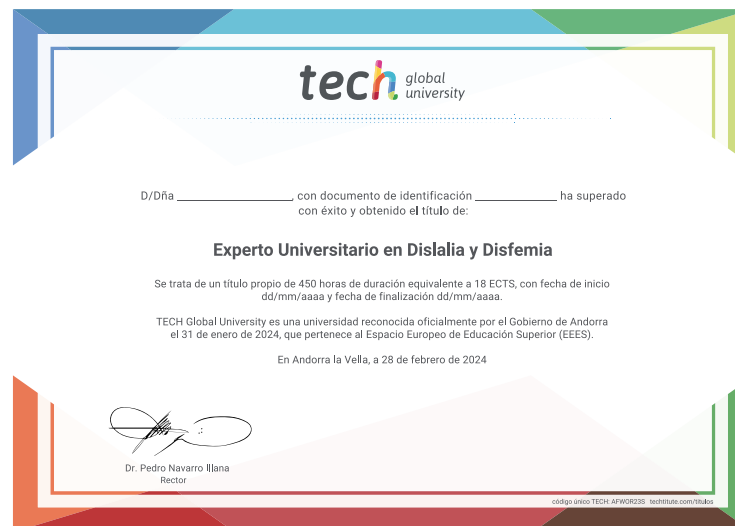 tech global
university
D/Dña ____________________, con documento de identificación ______________ ha superado
con éxito y obtenido el título de:
Experto Universitario en Dislalia y Disfemia
Se trata de un título propio de 450 horas de duración equivalente a 18 ECTS, con fecha de inicio
dd/mm/aaaa y fecha de finalización dd/mm/aaaa.
TECH Global University es una universidad reconocida oficialmente por el Gobierno de Andorra
el 31 de enero de 2024, que pertenece al Espacio Europeo de Educación Superior (EEES).
En Andorra la Vella, a 28 de febrero de 2024
Dr. Pedro Navarro Illana
Rector
código único TECH: AFWOR23S techtitute.com/titulos